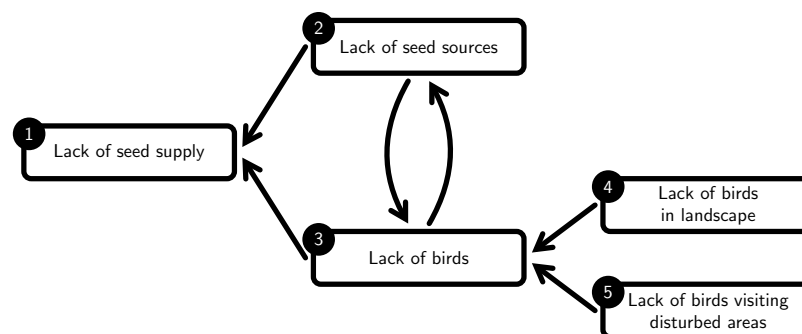 1
Lack of seed supply
2
Lack of seed sources
3
Lack of birds
4
Lack of birds
in landscape
5
Lack of birds visiting
disturbed areas